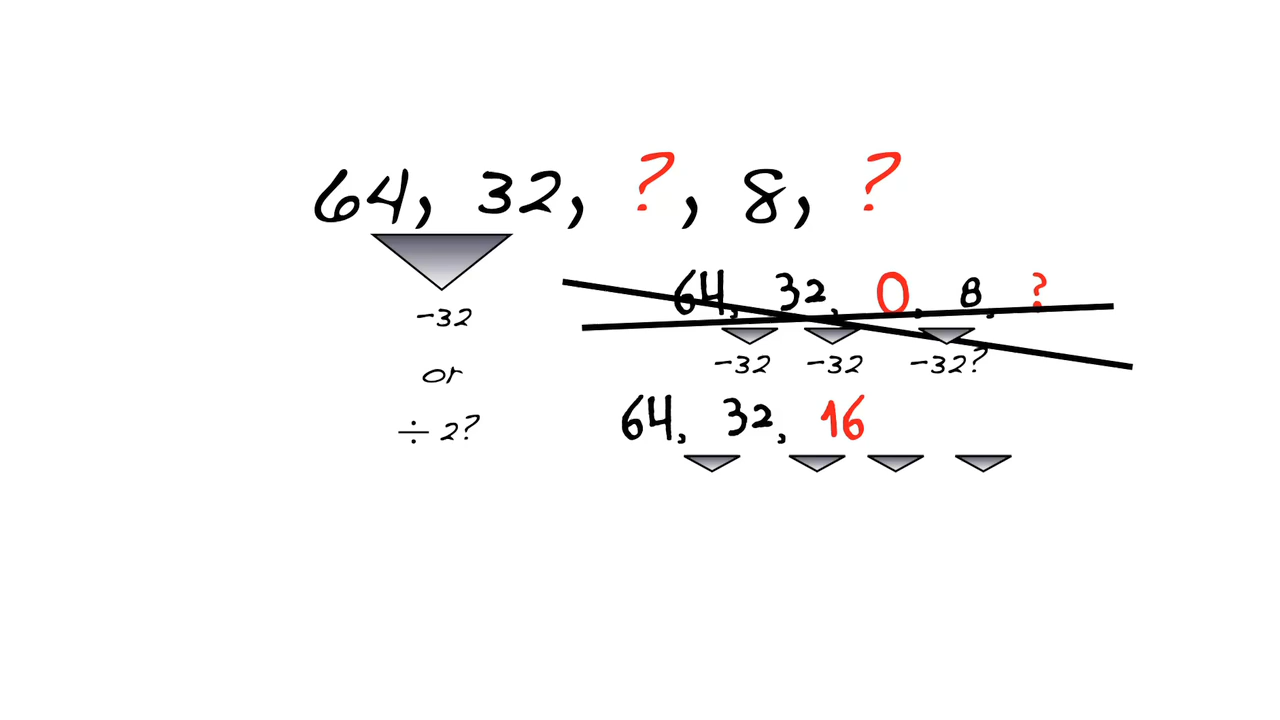 64, 32, ?, 8, ?
64, 32, 0, 8, ?
-32
-32 -32 -32?
or
64, 32, 16
÷ 2?